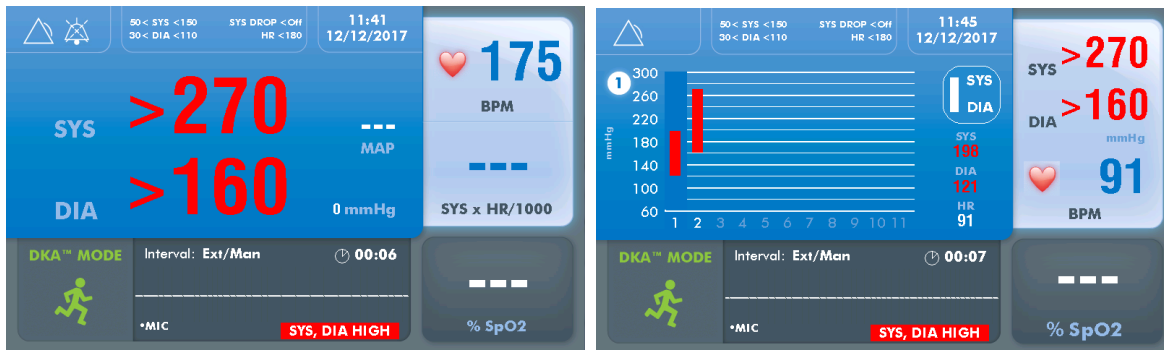 50< SYS <150 SYS DROP <Off
30< DIA <110 HR <180
11:41
12/12/2017
175
BPM
SYS >270
---
MAP
DIA >160
0 mmHg
---
SYS x HR/1000
DKA™ MODE
Interval: Ext/Man 00:06
•MIC
SYS, DIA HIGH
---
% SpO2
50< SYS <150 SYS DROP <Off
30< DIA <110 HR <180
11:45
12/12/2017
1
mmHg
300
260
220
180
140
100
60
1 2 3 4 5 6 7 8 9 10 11
SYS
DIA
SYS
198
DIA
121
HR
91
SYS >270
DIA >160
mmHg
91
BPM
DKA™ MODE
Interval: Ext/Man 00:07
•MIC
SYS, DIA HIGH
---
% SpO2